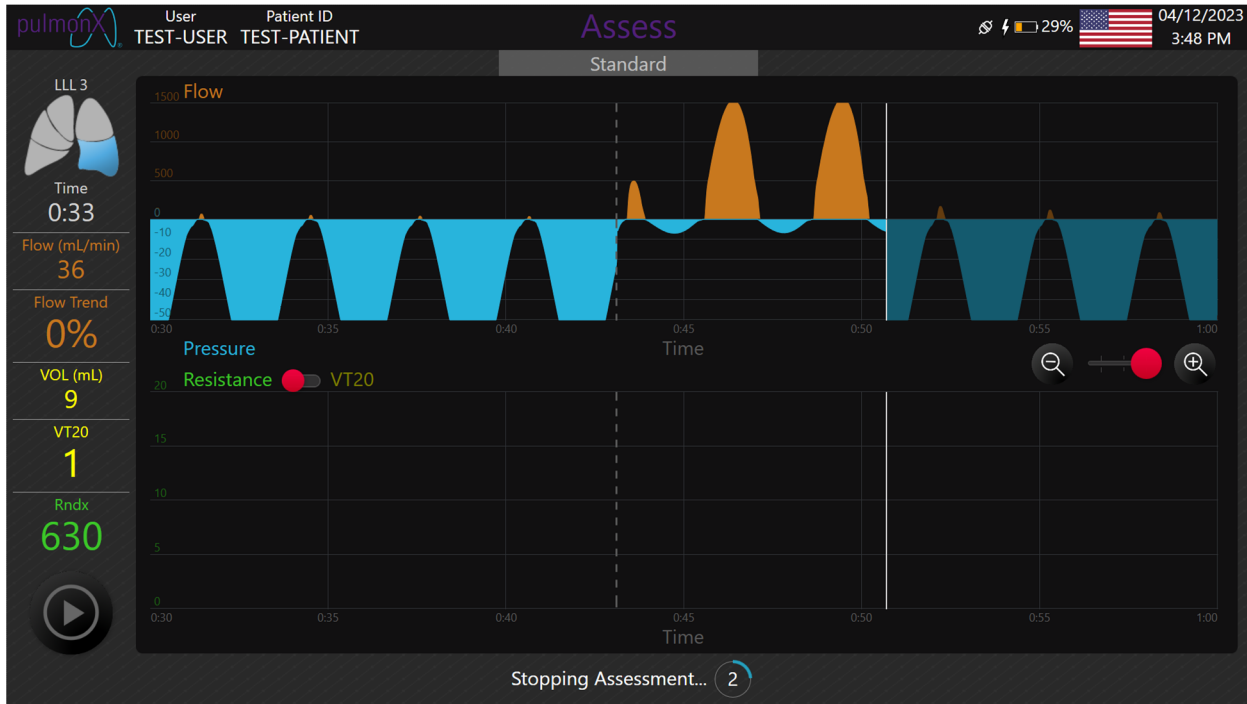 pulmonX
User
TEST-USER
Patient ID
TEST-PATIENT
Assess
29%
04/12/2023
3:48 PM
Standard
LLL 3
Time
0:33
Flow (mL/min)
36
Flow Trend
0%
VOL (mL)
9
VT20
1
Rndx
630
Flow
1500
1000
500
0
-10
-20
-30
-40
-50
0:30 0:35 0:40 0:45 0:50 0:55 1:00
Pressure
Time
Resistance VT20
20
15
10
5
0
0:30 0:35 0:40 0:45 0:50 0:55 1:00
Time
Stopping Assessment... 2